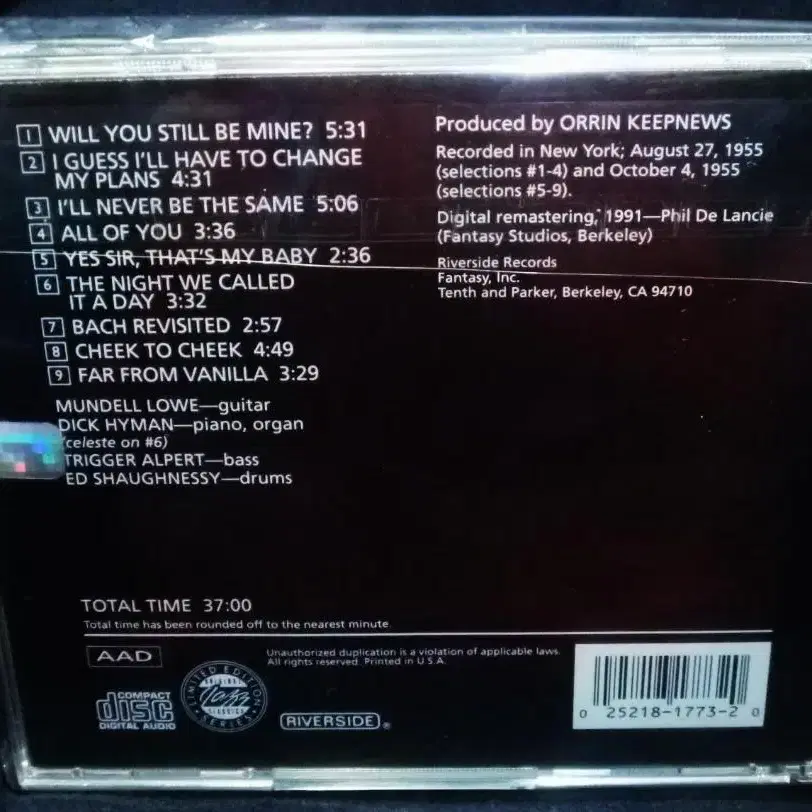 1 WILL YOU STILL BE MINE? 5:31
2 I GUESS I'LL HAVE TO CHANGE
MY PLANS 4:31
3 I'LL NEVER BE THE SAME 5:06
4 ALL OF YOU 3:36
5 YES SIR, THAT'S MY BABY 2:36
6 THE NIGHT WE CALLED
IT A DAY 3:32
7 BACH REVISITED 2:57
8 CHEEK TO CHEEK 4:49
9 FAR FROM VANILLA 3:29
MUNDELL LOWE—guitar
DICK HYMAN—piano, organ
(celeste on #6)
TRIGGER ALPERT—bass
ED SHAUGHNESSY—drums
Produced by ORRIN KEEPNEWS
Recorded in New York; August 27, 1955
(selections #1-4) and October 4, 1955
(selections #5-9).
Digital remastering, 1991—Phil De Lancie
(Fantasy Studios, Berkeley)
Riverside Records
Fantasy, Inc.
Tenth and Parker, Berkeley, CA 94710
TOTAL TIME 37:00
Total time has been rounded off to the nearest minute.
AAD
Unauthorized duplication is a violation of applicable laws.
All rights reserved. Printed in U.S.A.
COMPACT
disc
DIGITAL AUDIO
LIMITED EDITION
ORIGINAL
Jazz
CLASSICS
SERIES
RIVERSIDE®
0 25218-1773-2 0